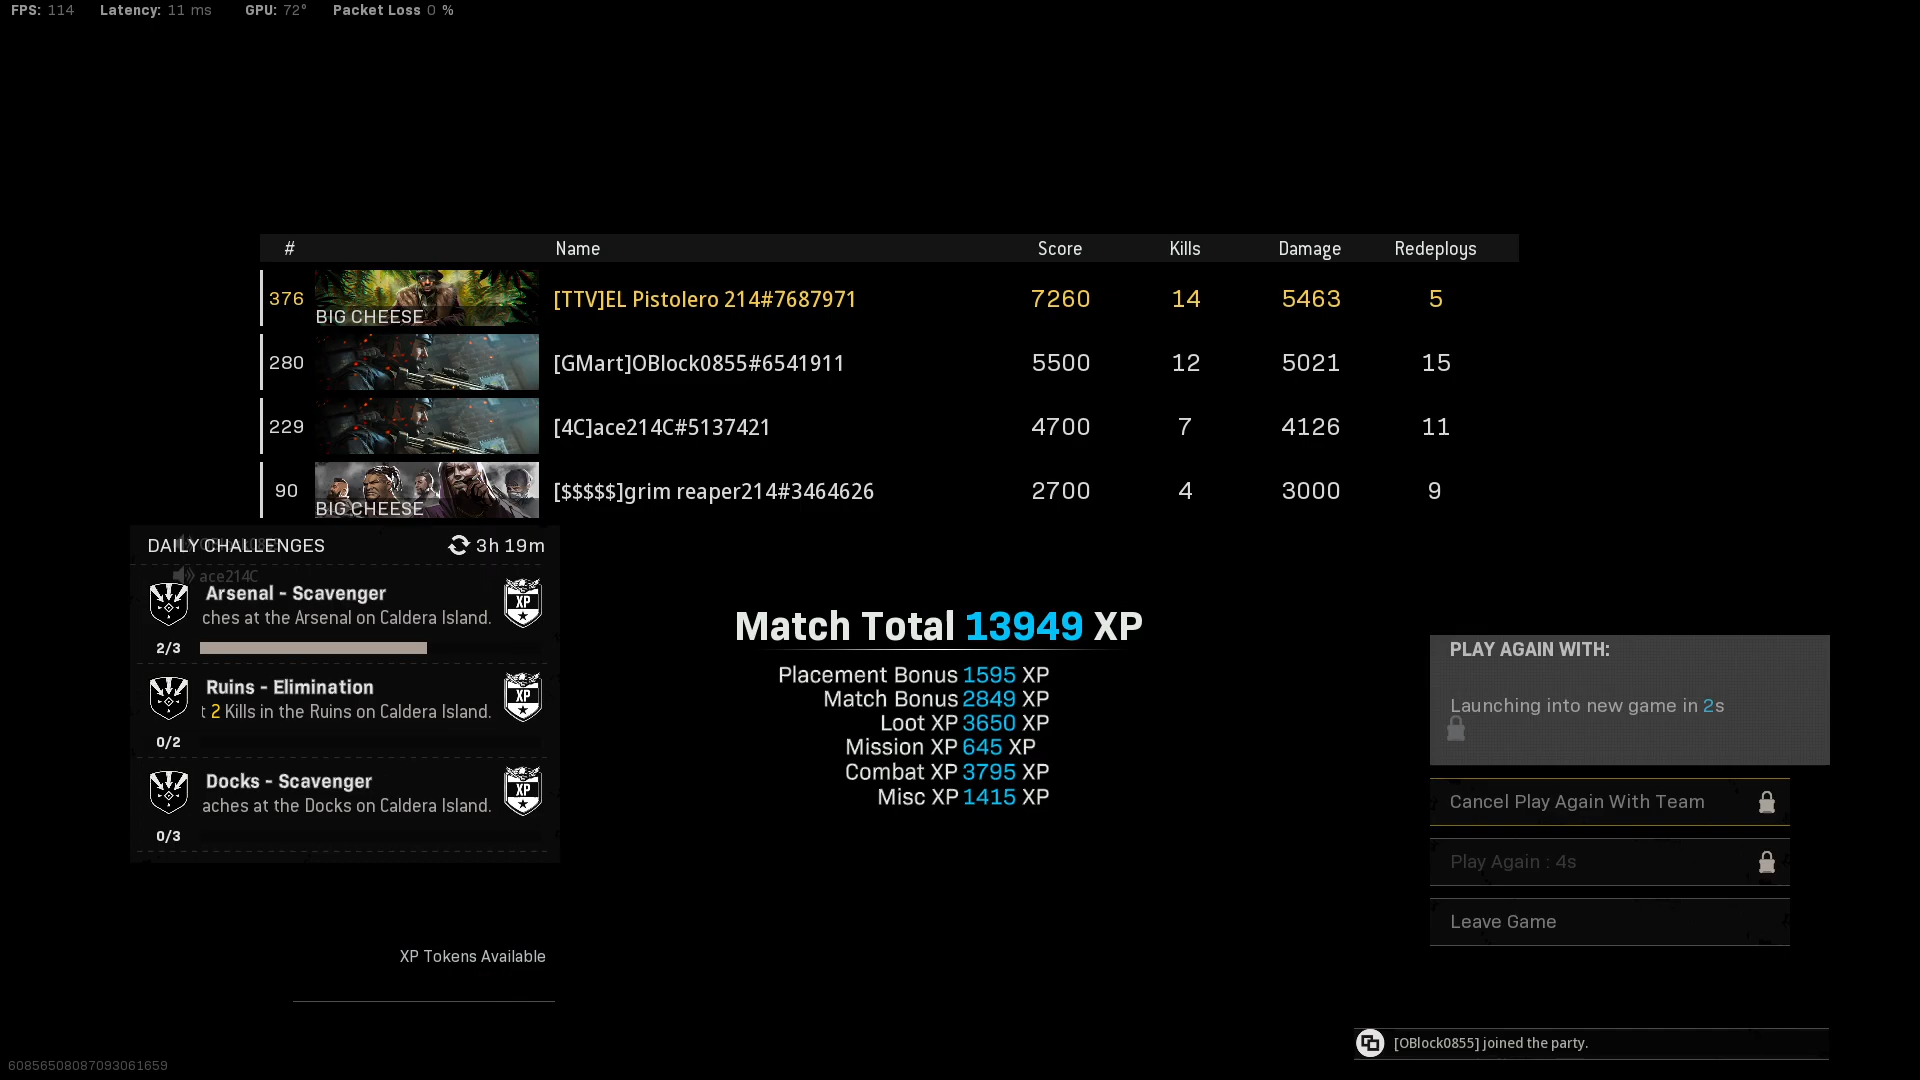 FPS: 114 Latency: 11 ms GPU: 72° Packet Loss 0 %
# Name Score Kills Damage Redeploys
376 BIG CHEESE [TTV]EL Pistolero 214#7687971 7260 14 5463 5
280 [GMart]OBlock0855#6541911 5500 12 5021 15
229 [4C]ace214C#5137421 4700 7 4126 11
90 BIG CHEESE [$$$$$]grim reaper214#3464626 2700 4 3000 9
DAILY CHALLENGES 3h 19m
ace214C
Arsenal - Scavenger XP
ches at the Arsenal on Caldera Island.
2/3
Ruins - Elimination XP
t 2 Kills in the Ruins on Caldera Island.
0/2
Docks - Scavenger XP
aches at the Docks on Caldera Island.
0/3
XP Tokens Available
Match Total 13949 XP
Placement Bonus 1595 XP
Match Bonus 2849 XP
Loot XP 3650 XP
Mission XP 645 XP
Combat XP 3795 XP
Misc XP 1415 XP
PLAY AGAIN WITH:
Launching into new game in 2s
Cancel Play Again With Team
Play Again : 4s
Leave Game
[OBlock0855] joined the party.
60856508087093061659